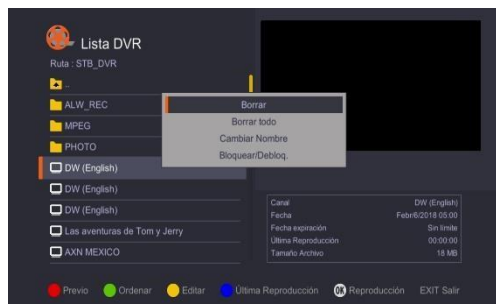 Lista DVR
Ruta : STB_DVR
..
ALW_REC
MPEG
PHOTO
DW (English)
DW (English)
DW (English)
Las aventuras de Tom y Jerry
AXN MEXICO
Borrar
Borrar todo
Cambiar Nombre
Bloquear/Debloq.
Canal DW (English)
Fecha Febr/6/2018 05:00
Fecha expiración Sin límite
Última Reproducción 00:00:00
Tamaño Archivo 18 MB
Previo Ordenar Editar Última Reproducción OK Reproducción EXIT Salir